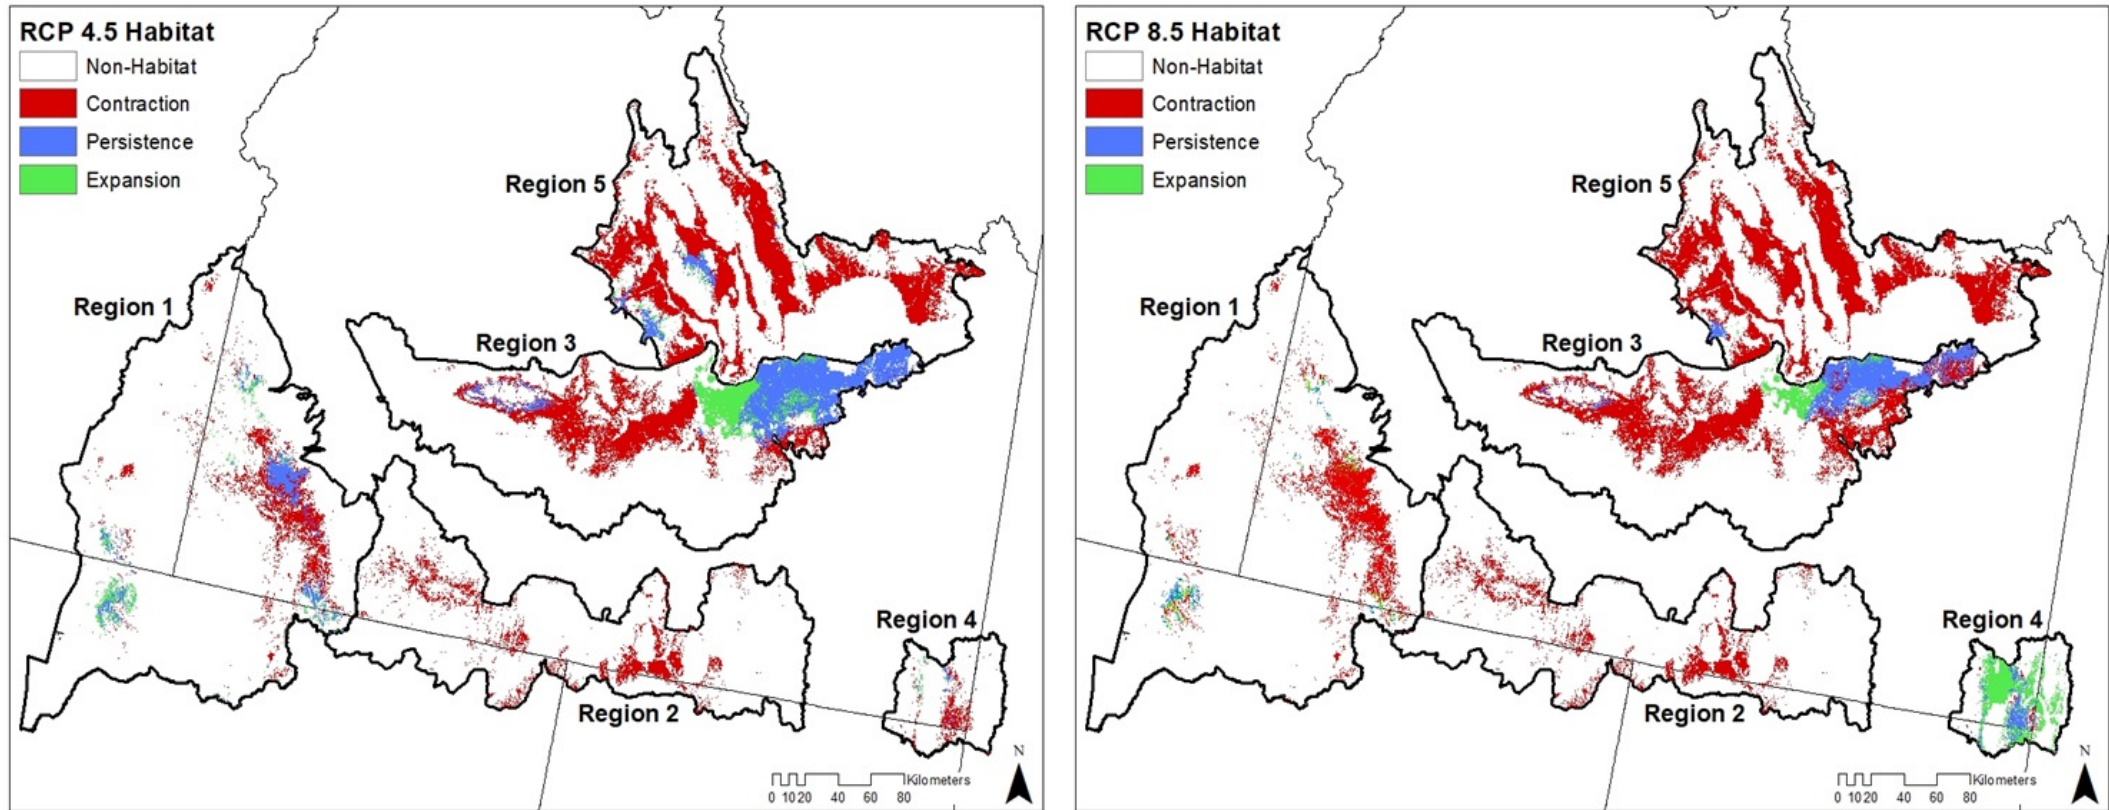 RCP 4.5 Habitat
Non-Habitat
Contraction
Persistence
Expansion
Region 5
Region 1
Region 3
Region 4
Region 2
N
Kilometers
0 10 20 40 60 80
RCP 8.5 Habitat
Non-Habitat
Contraction
Persistence
Expansion
Region 5
Region 1
Region 3
Region 4
Region 2
N
Kilometers
0 10 20 40 60 80